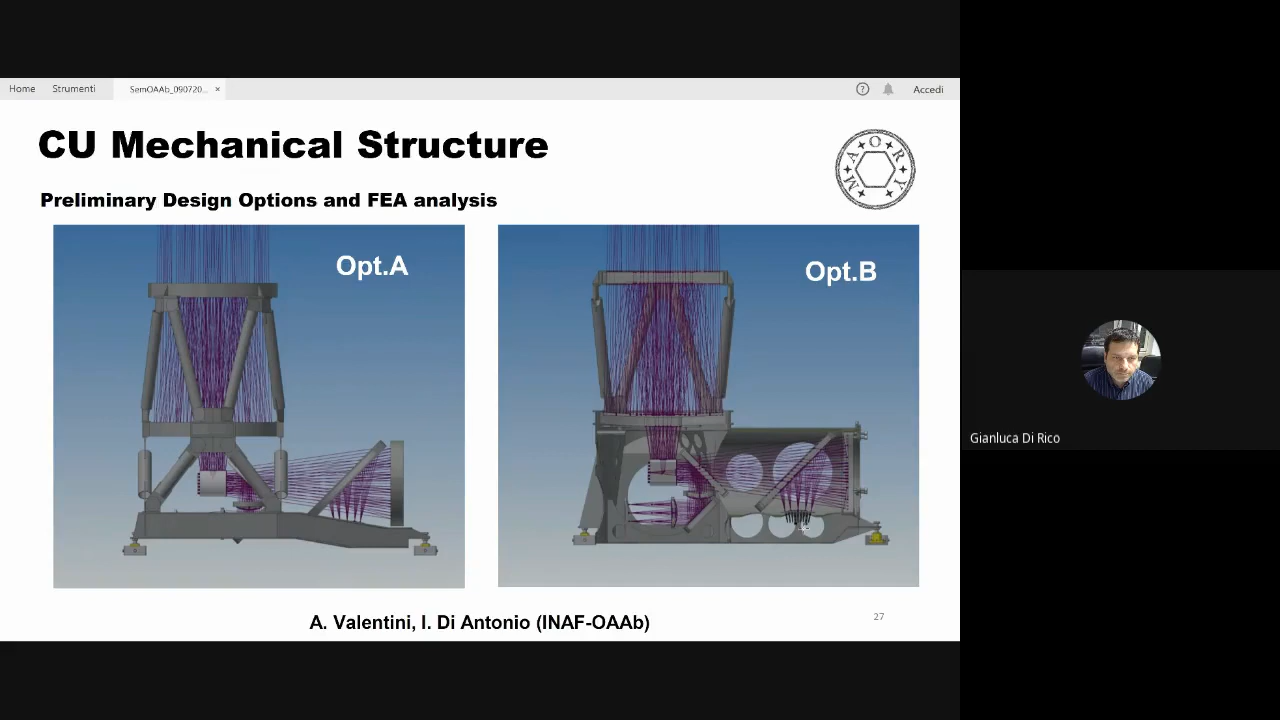 Home Strumenti SemOAAb_090720... × ? Accedi
CU Mechanical Structure
MAORY
Preliminary Design Options and FEA analysis
Opt.A
Opt.B
Gianluca Di Rico
A. Valentini, I. Di Antonio (INAF-OAAb)
27